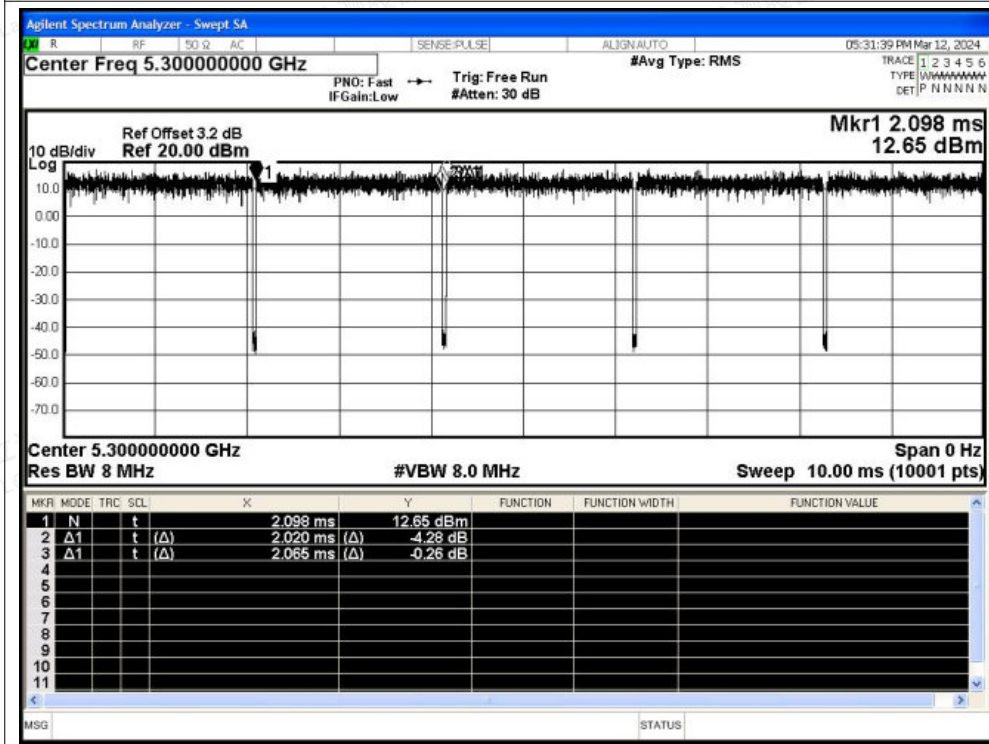 Agilent Spectrum Analyzer - Swept SA
LXI R RF 50 Ω AC SENSE:PULSE ALIGN AUTO 05:31:39 PM Mar 12, 2024
Center Freq 5.300000000 GHz #Avg Type: RMS TRACE 1 2 3 4 5 6
PNO: Fast Trig: Free Run TYPE WWWWWW
IFGain:Low #Atten: 30 dB DET P N N N N N
Mkr1 2.098 ms
Ref Offset 3.2 dB
10 dB/div Ref 20.00 dBm 12.65 dBm
Log
1
10.0
0.00
-10.0
-20.0
-30.0
-40.0
-50.0
-60.0
-70.0
Center 5.300000000 GHz Span 0 Hz
Res BW 8 MHz #VBW 8.0 MHz Sweep 10.00 ms (10001 pts)
MKR MODE TRC SCL X Y FUNCTION FUNCTION WIDTH FUNCTION VALUE
1 N t 2.098 ms 12.65 dBm
2 Δ1 t (Δ) 2.020 ms (Δ) -4.28 dB
3 Δ1 t (Δ) 2.065 ms (Δ) -0.26 dB
4
5
6
7
8
9
10
11
MSG STATUS